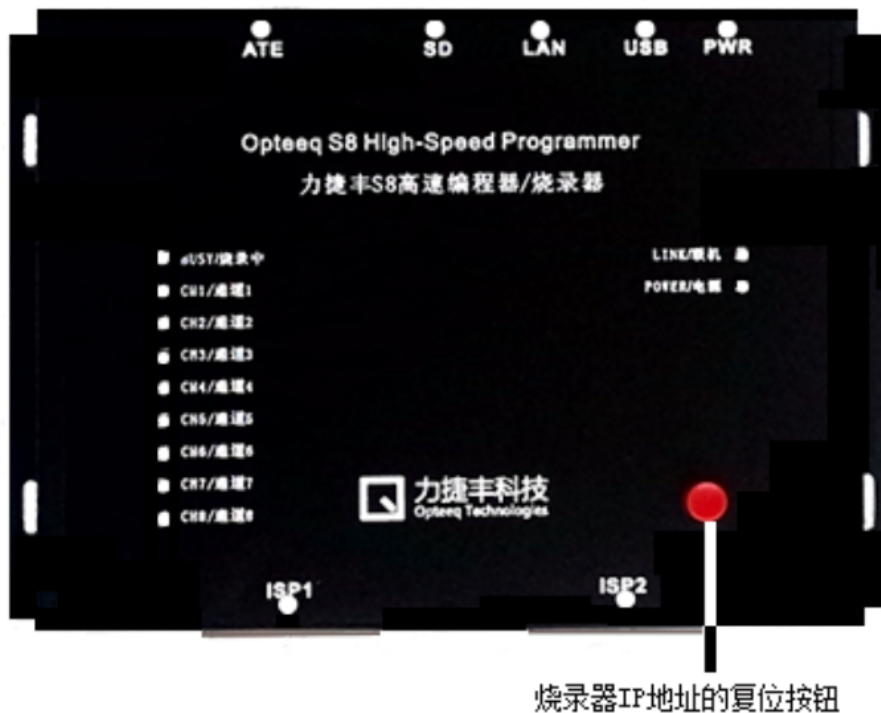 ATE SD LAN USB PWR
Opteeq S8 High-Speed Programmer
力捷丰S8高速编程器/烧录器
BUSY/烧录中
CH1/通道1
CH2/通道2
CH3/通道3
CH4/通道4
CH5/通道5
CH6/通道6
CH7/通道7
CH8/通道8
LINK/联机
POWER/电源
力捷丰科技
Opteeq Technologies
ISP1 ISP2
烧录器IP地址的复位按钮